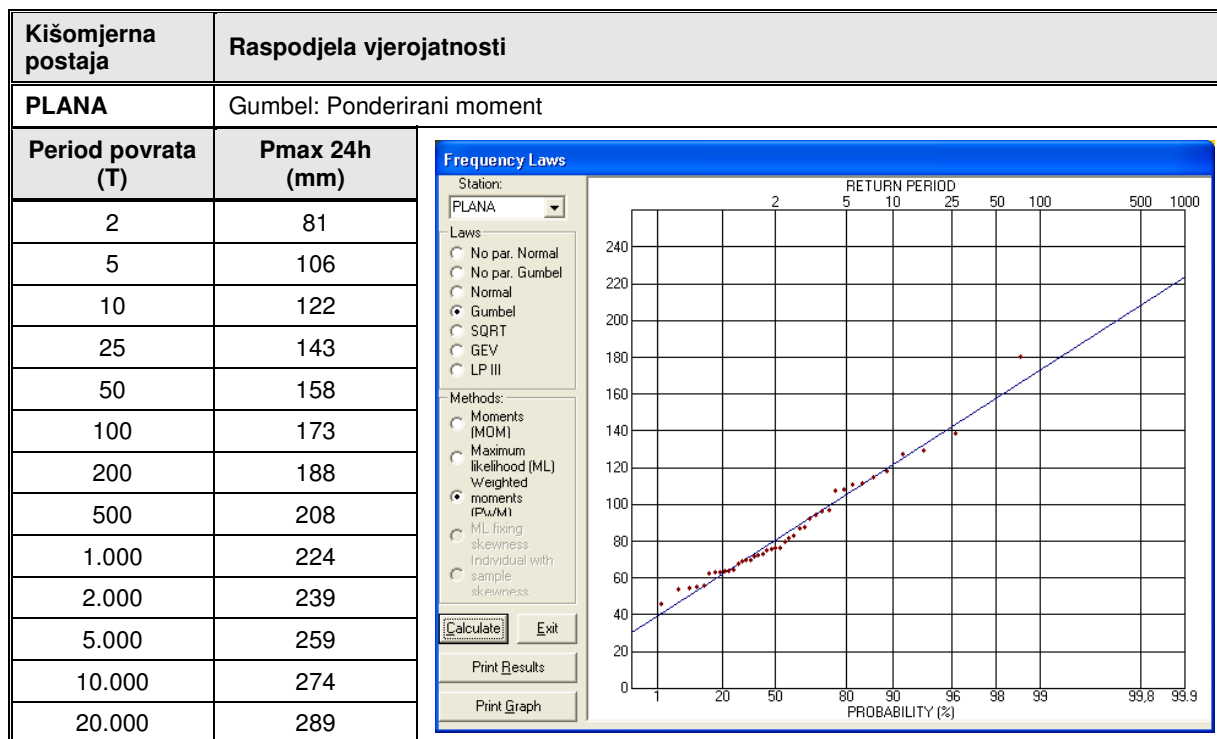 Kišomjerna postaja
Raspodjela vjerojatnosti
PLANA
Gumbel: Ponderirani moment
Period povrata (T)
Pmax 24h (mm)
2 81
5 106
10 122
25 143
50 158
100 173
200 188
500 208
1.000 224
2.000 239
5.000 259
10.000 274
20.000 289
Frequency Laws
Station:
PLANA
Laws
No par. Normal
No par. Gumbel
Normal
Gumbel
SQRT
GEV
LP III
Methods:
Moments
(MOM)
Maximum
likelihood (ML)
Weighted
moments
(PWM)
ML fixing
skewness
Individual with
sample
skewness
Calculate
Exit
Print Results
Print Graph
RETURN PERIOD
2 5 10 25 50 100 500 1000
240
220
200
180
160
140
120
100
80
60
40
20
0
1 20 50 80 90 96 98 99 99,8 99.9
PROBABILITY (%)